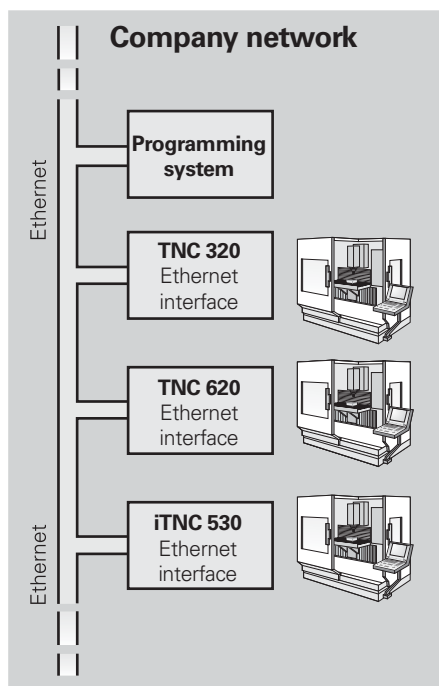 Company network
Ethernet
Programming
system
TNC 320
Ethernet
interface
TNC 620
Ethernet
interface
iTNC 530
Ethernet
interface
Ethernet